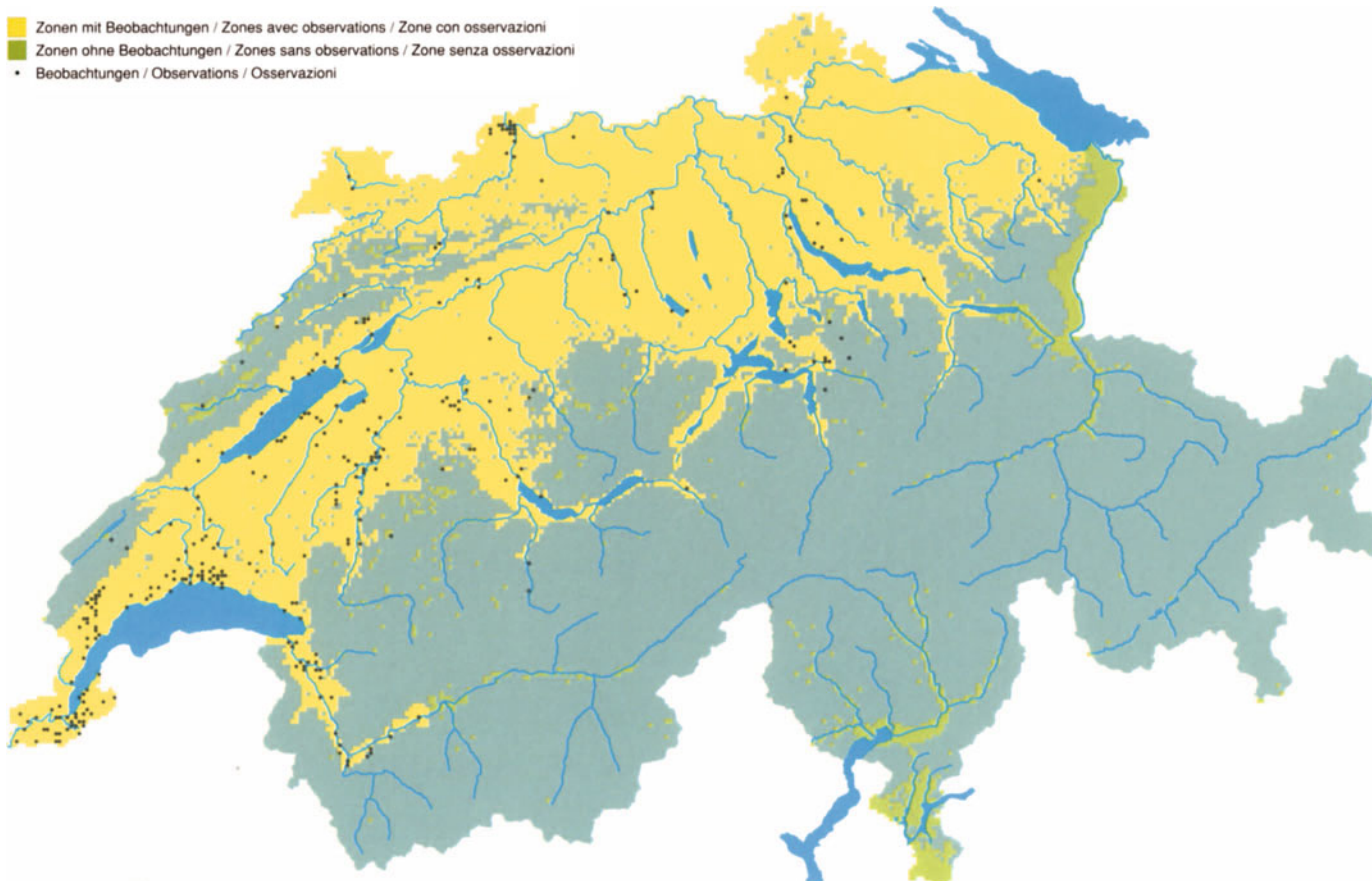 Zonen mit Beobachtungen / Zones avec observations / Zone con osservazioni
Zonen ohne Beobachtungen / Zones sans observations / Zone senza osservazioni
Beobachtungen / Observations / Osservazioni